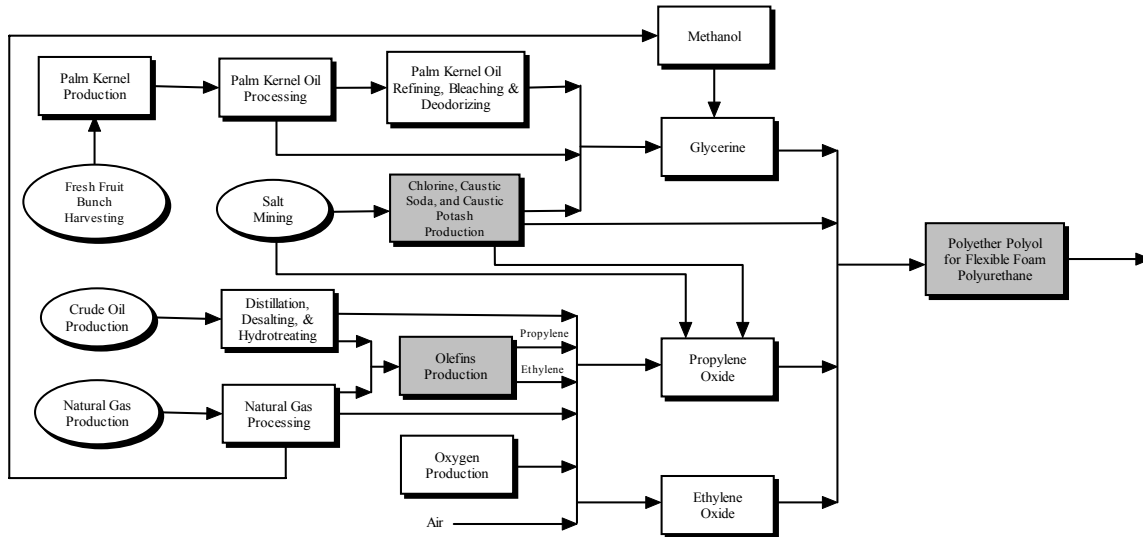 Methanol
Palm Kernel
Production
Palm Kernel Oil
Processing
Palm Kernel Oil
Refining, Bleaching &
Deodorizing
Glycerine
Fresh Fruit
Bunch
Harvesting
Salt
Mining
Chlorine, Caustic
Soda, and Caustic
Potash
Production
Polyether Polyol
for Flexible Foam
Polyurethane
Crude Oil
Production
Distillation,
Desalting, &
Hydrotreating
Olefins
Production
Propylene
Ethylene
Propylene
Oxide
Natural Gas
Production
Natural Gas
Processing
Oxygen
Production
Air
Ethylene
Oxide